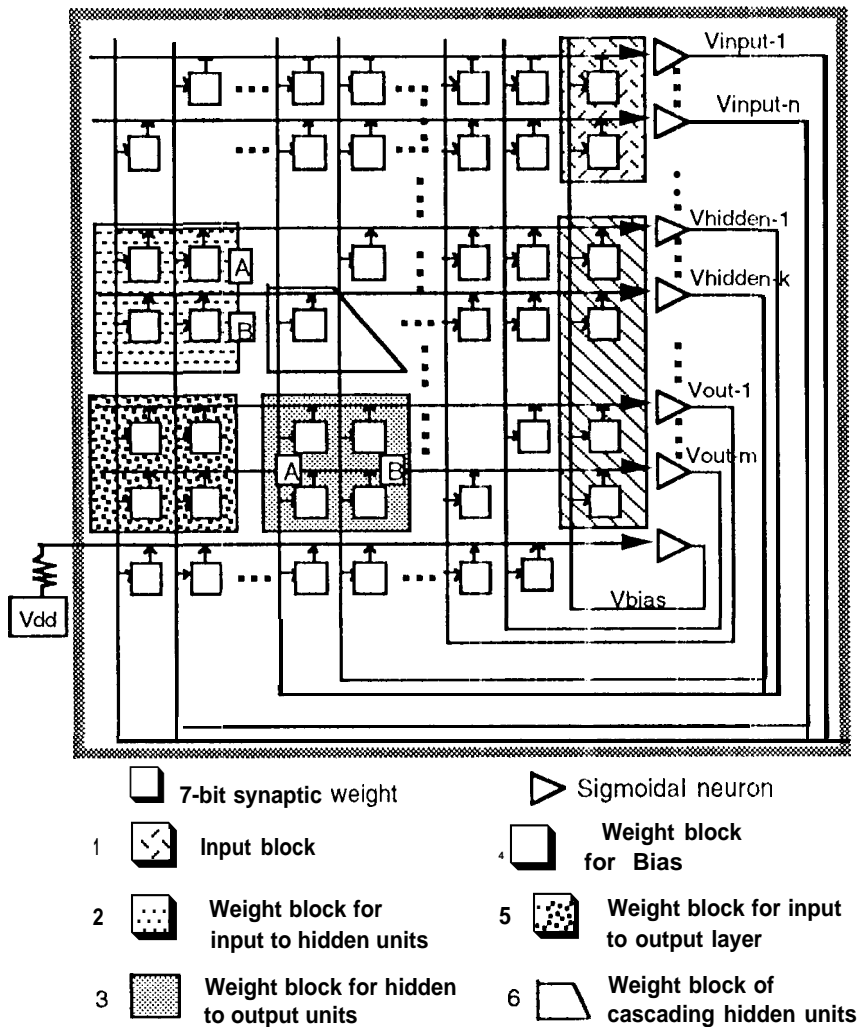 Vinput-1
Vinput-n
Vhidden-1
A
Vhidden-k
B
Vout-1
A
B
Vout-m
Vdd
Vbias
7-bit synaptic weight
Sigmoidal neuron
1 Input block
4 Weight block
for Bias
2 Weight block for
input to hidden units
5 Weight block for input
to output layer
3 Weight block for hidden
to output units
6 Weight block of
cascading hidden units